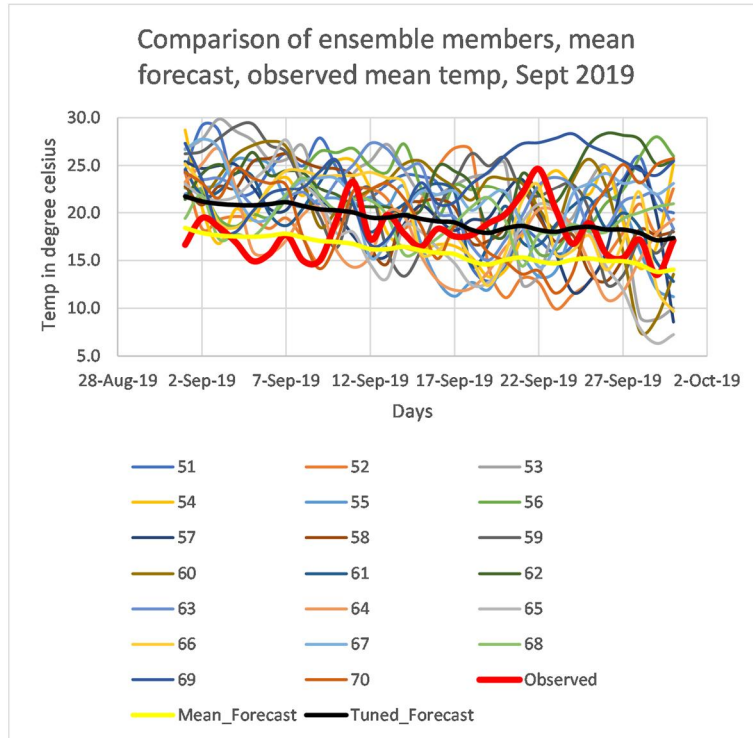 Comparison of ensemble members, mean
forecast, observed mean temp, Sept 2019
Temp in degree celsius
30.0
25.0
20.0
15.0
10.0
5.0
28-Aug-19 2-Sep-19 7-Sep-19 12-Sep-19 17-Sep-19 22-Sep-19 27-Sep-19 2-Oct-19
Days
51 52 53
54 55 56
57 58 59
60 61 62
63 64 65
66 67 68
69 70 Observed
Mean_Forecast Tuned_Forecast